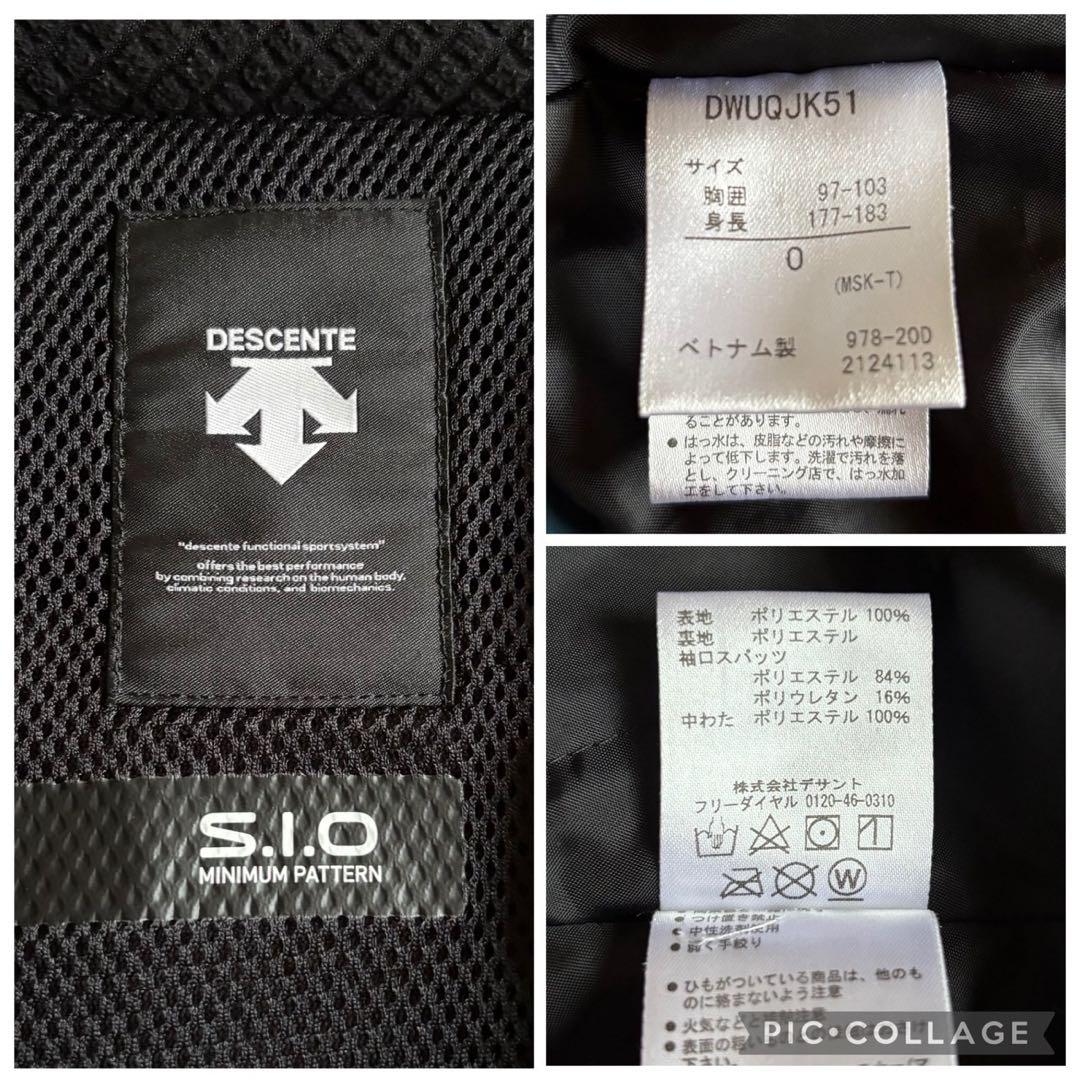 DESCENTE
"descente functional sportsystem"
offers the best performance
by combining research on the human body,
climatic conditions, and biomechanics.
S.I.O
MINIMUM PATTERN
DWUQJK51
サイズ
胸囲 97-103
身長 177-183
0
(MSK-T)
ベトナム製 978-20D
2124113
ることがあります。
● はっ水は、皮脂などの汚れや摩擦に
よって低下します。洗濯で汚れを落
とし、クリーニング店で、はっ水加
工をして下さい。
表地 ポリエステル 100%
裏地 ポリエステル
袖口スパッツ
ポリエステル 84%
ポリウレタン 16%
中わた ポリエステル 100%
株式会社デサント
フリーダイヤル 0120-46-0310
W
● つけ置き禁止
● 中性洗剤使用
● 弱く手絞り
● ひもがついている商品は、他のも
のに絡まないよう注意
● 火気など
● 表面の
下さい。
PIC•COLLAGE